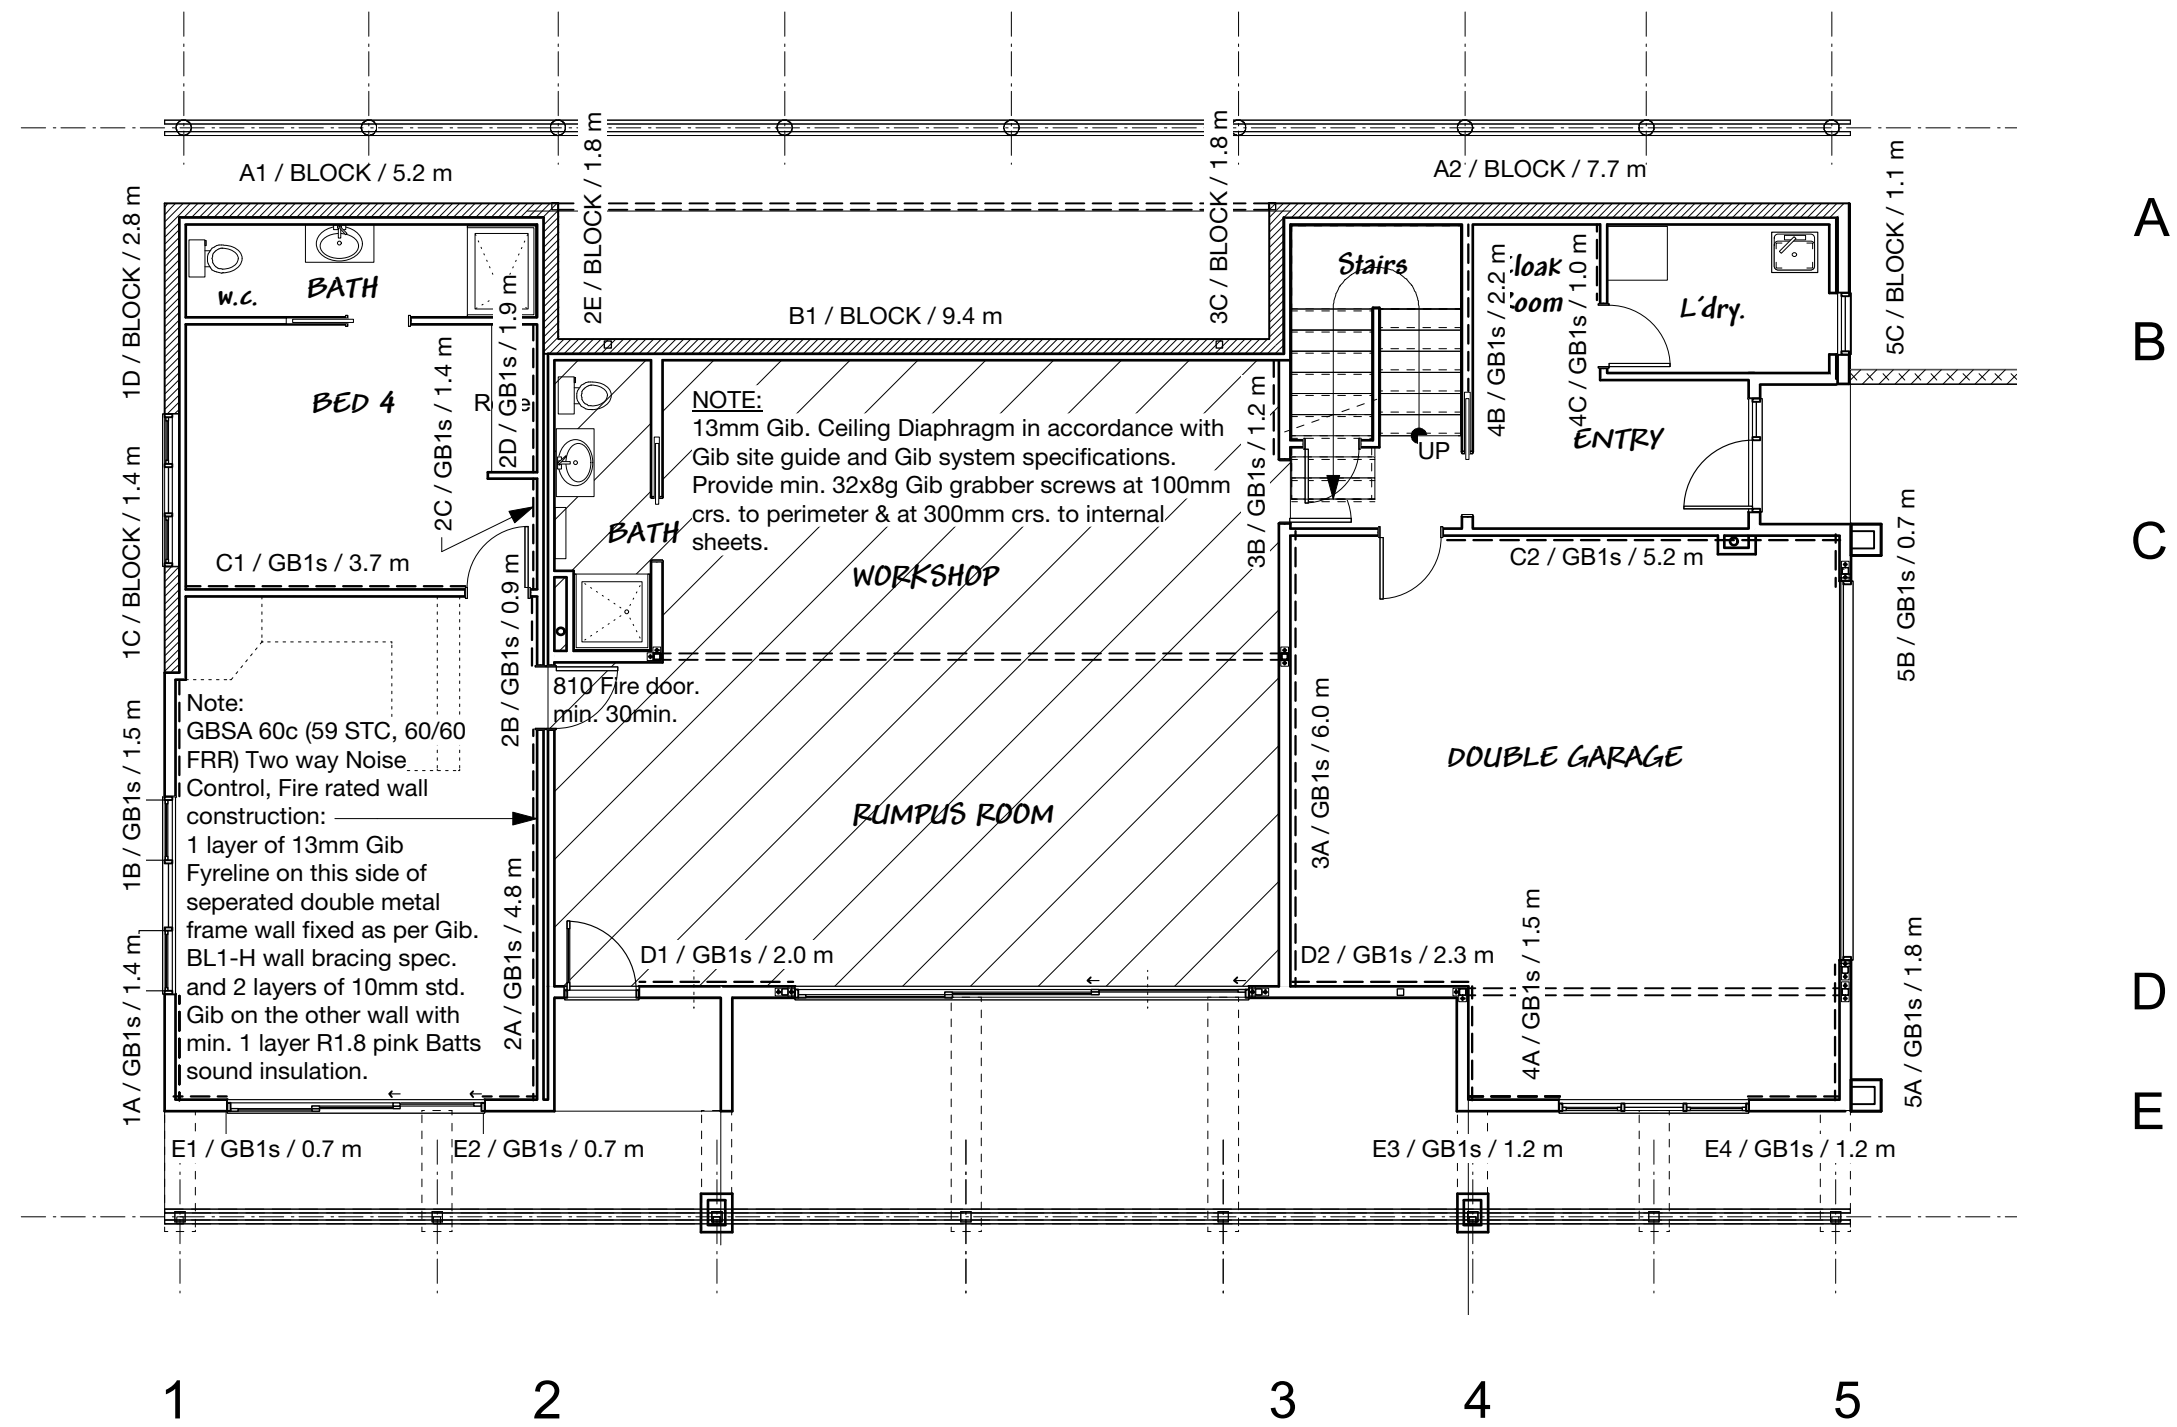 A1 / BLOCK / 5.2 m
A2 / BLOCK / 7.7 m
1D / BLOCK / 2.8 m
2E / BLOCK / 1.8 m
3C / BLOCK / 1.8 m
5C / BLOCK / 1.1 m
A
W.C.
BATH
Stairs
L'dry.
B1 / BLOCK / 9.4 m
2D / GB1s / 1.9 m
4B / GB1s / 2.2 m
4C / GB1s / 1.0 m
B
BED 4
2C / GB1s / 1.4 m
NOTE:
13mm Gib. Ceiling Diaphragm in accordance with
Gib site guide and Gib system specifications.
Provide min. 32x8g Gib grabber screws at 100mm
crs. to perimeter & at 300mm crs. to internal
sheets.
3B / GB1s / 1.2 m
UP
ENTRY
1C / BLOCK / 1.4 m
C1 / GB1s / 3.7 m
BATH
WORKSHOP
C2 / GB1s / 5.2 m
5B / GB1s / 0.7 m
C
2B / GB1s / 0.9 m
810 Fire door.
min. 30min.
Note:
GBSA 60c (59 STC, 60/60
FRR) Two way Noise
Control, Fire rated wall
construction:
1 layer of 13mm Gib
Fyreline on this side of
seperated double metal
frame wall fixed as per Gib.
BL1-H wall bracing spec.
and 2 layers of 10mm std.
Gib on the other wall with
min. 1 layer R1.8 pink Batts
sound insulation.
1B / GB1s / 1.5 m
RUMPUS ROOM
3A / GB1s / 6.0 m
DOUBLE GARAGE
1A / GB1s / 1.4 m
2A / GB1s / 4.8 m
D1 / GB1s / 2.0 m
D2 / GB1s / 2.3 m
4A / GB1s / 1.5 m
5A / GB1s / 1.8 m
D
E
E1 / GB1s / 0.7 m
E2 / GB1s / 0.7 m
E3 / GB1s / 1.2 m
E4 / GB1s / 1.2 m
1
2
3
4
5